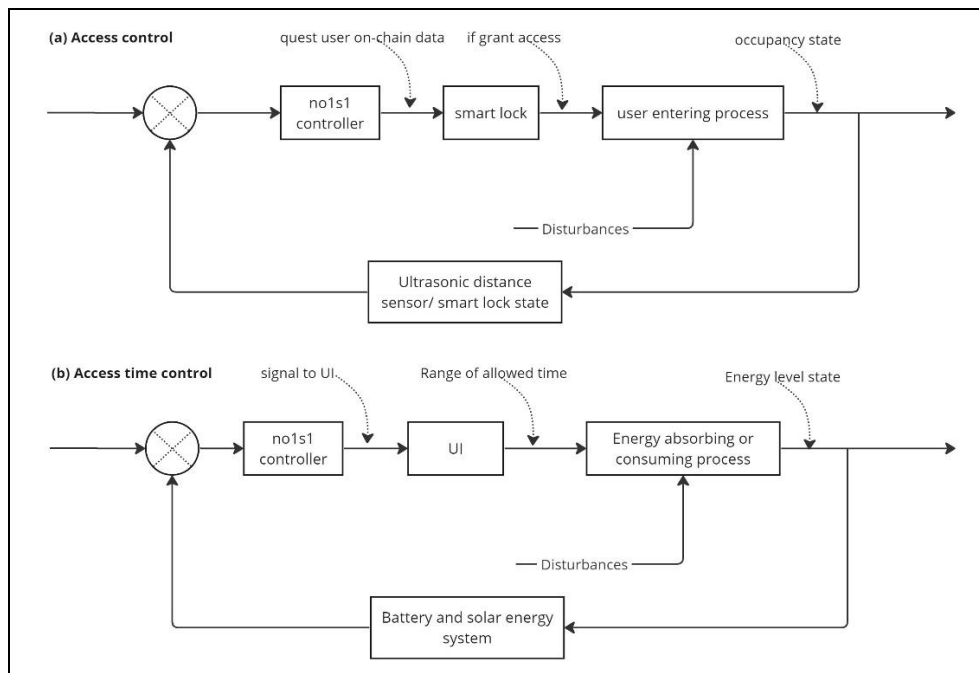 (a) Access control
quest user on-chain data
if grant access
occupancy state
no1s1
controller
smart lock
user entering process
Disturbances
Ultrasonic distance
sensor/ smart lock state
(b) Access time control
signal to UI
Range of allowed time
Energy level state
no1s1
controller
UI
Energy absorbing or
consuming process
Disturbances
Battery and solar energy
system